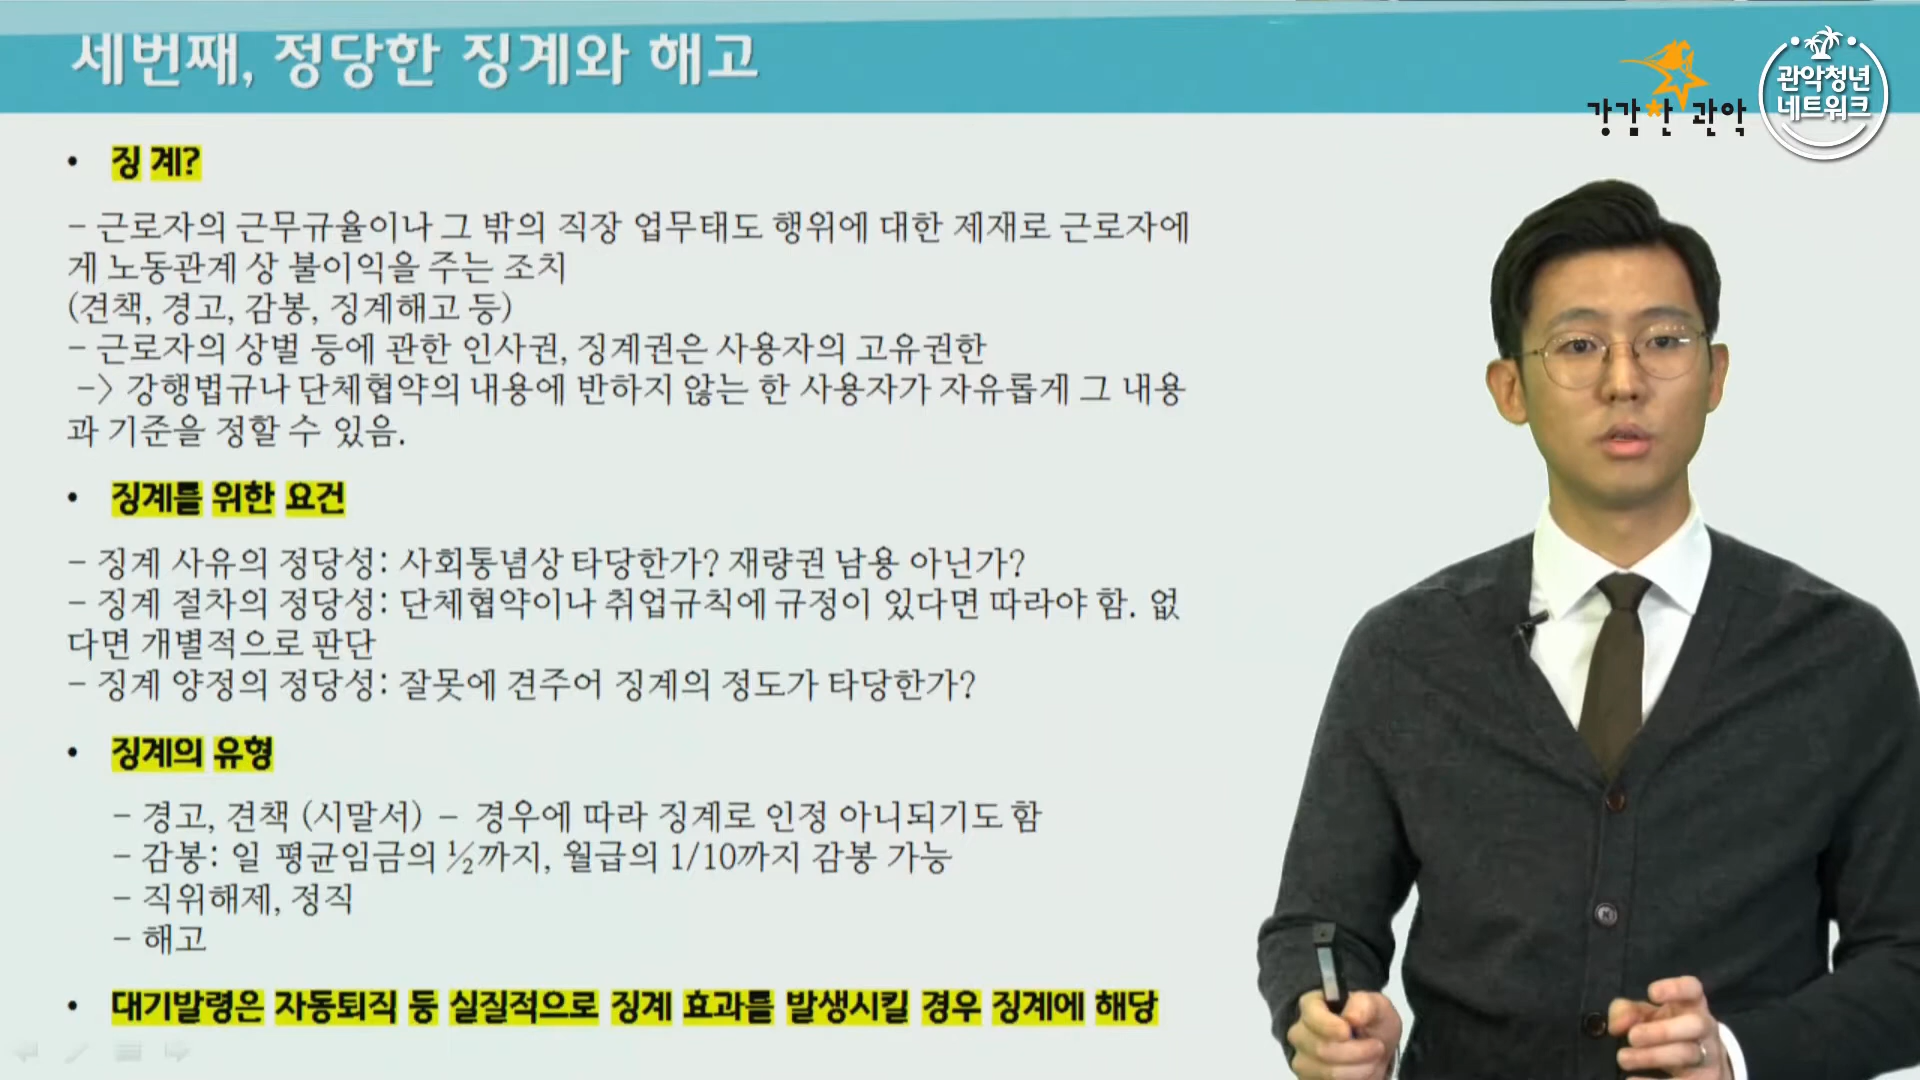 세번째, 정당한 징계와 해고
강감찬 관악
관악청년
네트워크
• 징 계?
- 근로자의 근무규율이나 그 밖의 직장 업무태도 행위에 대한 제재로 근로자에
게 노동관계 상 불이익을 주는 조치
(견책, 경고, 감봉, 징계해고 등)
- 근로자의 상벌 등에 관한 인사권, 징계권은 사용자의 고유권한
-> 강행법규나 단체협약의 내용에 반하지 않는 한 사용자가 자유롭게 그 내용
과 기준을 정할 수 있음.
• 징계를 위한 요건
- 징계 사유의 정당성: 사회통념상 타당한가? 재량권 남용 아닌가?
- 징계 절차의 정당성: 단체협약이나 취업규칙에 규정이 있다면 따라야 함. 없
다면 개별적으로 판단
- 징계 양정의 정당성: 잘못에 견주어 징계의 정도가 타당한가?
• 징계의 유형
- 경고, 견책 (시말서) - 경우에 따라 징계로 인정 아니되기도 함
- 감봉: 일 평균임금의 ½까지, 월급의 1/10까지 감봉 가능
- 직위해제, 정직
- 해고
• 대기발령은 자동퇴직 등 실질적으로 징계 효과를 발생시킬 경우 징계에 해당